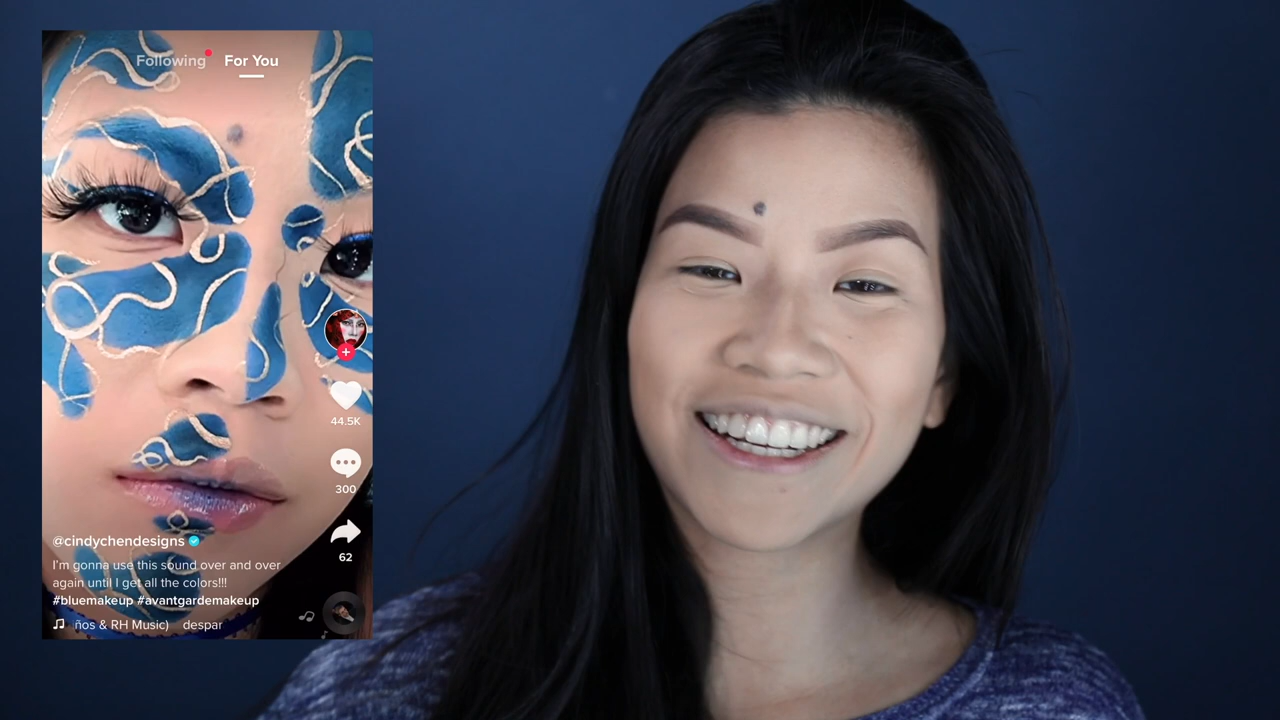 Following For You
44.5K
300
62
@cindychendesigns
I'm gonna use this sound over and over
again until I get all the colors!!!
#bluemakeup #avantgardemakeup
ños & RH Music) despar